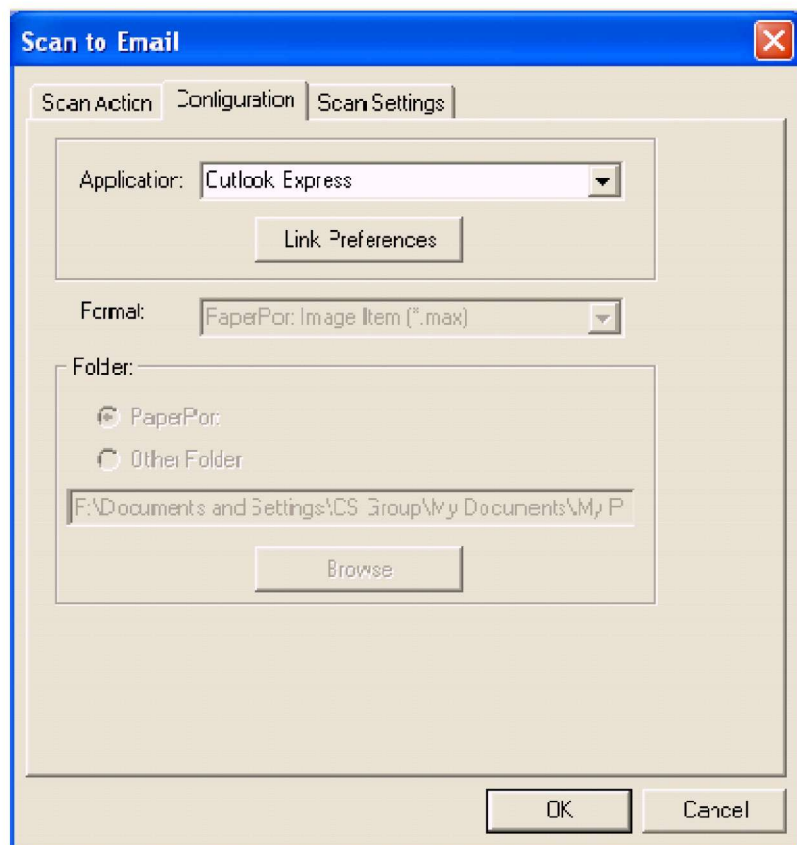 Scan to Email
Scan Action Configuration Scan Settings
Application: Outlook Express
Link Preferences
Format: PaperPort Image Item (*.max)
Folder:
PaperPort
Other Folder
F:\Documents and Settings\CS Group\My Documents\My P
Browse
OK Cancel